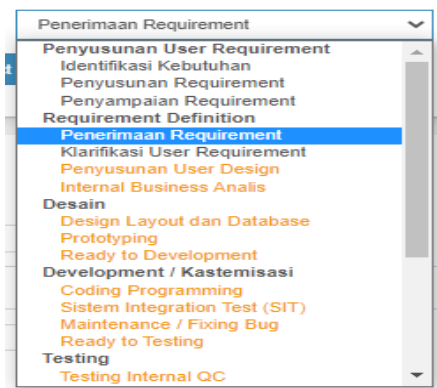 Penerimaan Requirement
Penyusunan User Requirement
Identifikasi Kebutuhan
Penyusunan Requirement
Penyampaian Requirement
Requirement Definition
Penerimaan Requirement
Klarifikasi User Requirement
Penyusunan User Design
Internal Business Analis
Desain
Design Layout dan Database
Prototyping
Ready to Development
Development / Kastemisasi
Coding Programming
Sistem Integration Test (SIT)
Maintenance / Fixing Bug
Ready to Testing
Testing
Testing Internal QC